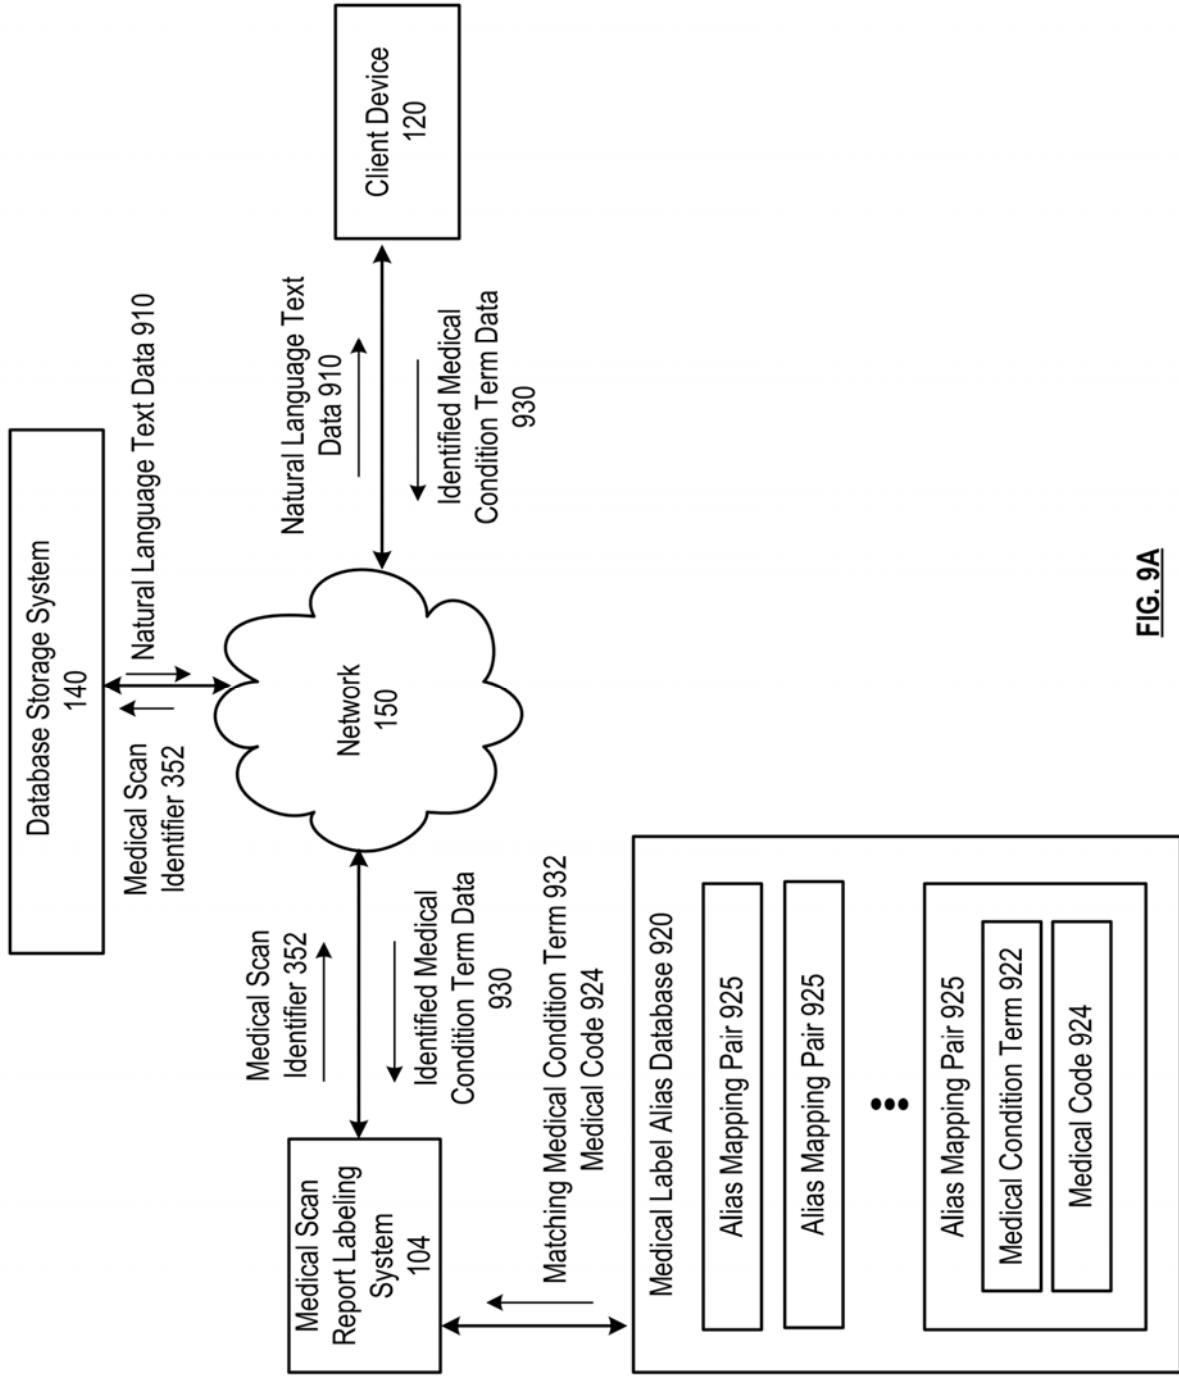 Database Storage System
140
Medical Scan
Identifier 352
Natural Language Text Data 910
Medical Scan
Report Labeling
System
104
Medical Scan
Identifier 352
Identified Medical
Condition Term Data
930
Network
150
Natural Language Text
Data 910
Identified Medical
Condition Term Data
930
Client Device
120
Matching Medical Condition Term 932
Medical Code 924
Medical Label Alias Database 920
Alias Mapping Pair 925
Alias Mapping Pair 925
Alias Mapping Pair 925
Medical Condition Term 922
Medical Code 924
FIG. 9A